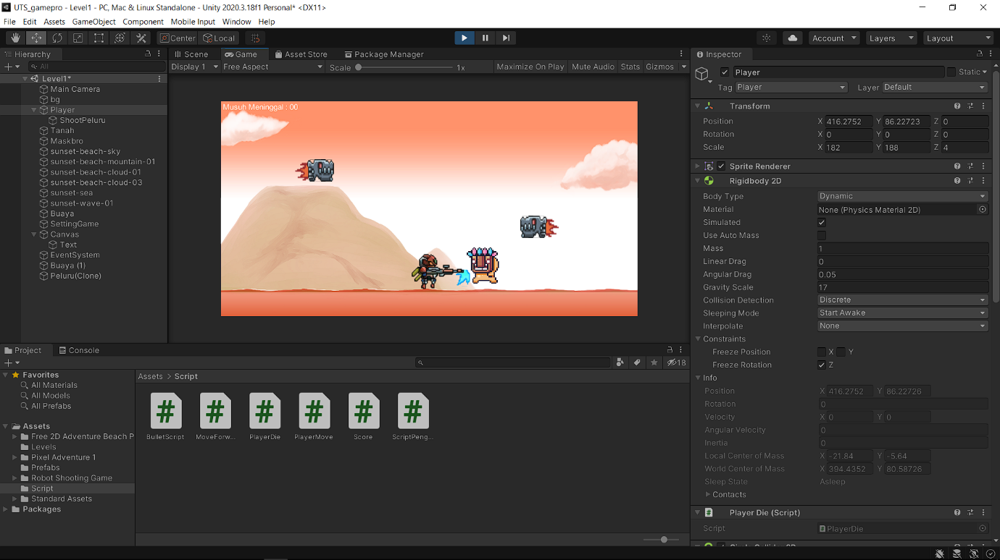 UTS_gamepro - Level1 - PC, Mac & Linux Standalone - Unity 2020.3.18f1 Personal* <DX11>
File Edit Assets GameObject Component Mobile Input Window Help
Center Local Account Layers Layout
Hierarchy
All
Level1*
Main Camera
bg
Player
ShootPeluru
Tanah
Maskbro
sunset-beach-sky
sunset-beach-mountain-01
sunset-beach-cloud-01
sunset-beach-cloud-03
sunset-sea
sunset-wave-01
Buaya
SettingGame
Canvas
Text
EventSystem
Buaya (1)
Peluru(Clone)
Scene Game Asset Store Package Manager
Display 1 Free Aspect Scale 1x Maximize On Play Mute Audio Stats Gizmos
Musuh Meninggal : 00
Project Console
18
Favorites
All Materials
All Models
All Prefabs
Assets
Free 2D Adventure Beach P
Levels
Pixel Adventure 1
Prefabs
Robot Shooting Game
Script
Standard Assets
Packages
Assets > Script
BulletScript MoveForw... PlayerDie PlayerMove Score ScriptPeng...
Inspector
Player Static
Tag Player Layer Default
Transform
Position X 416.2752 Y 86.22723 Z 0
Rotation X 0 Y 0 Z 0
Scale X 182 Y 188 Z 4
Sprite Renderer
Rigidbody 2D
Body Type Dynamic
Material None (Physics Material 2D)
Simulated
Use Auto Mass
Mass 1
Linear Drag 0
Angular Drag 0.05
Gravity Scale 17
Collision Detection Discrete
Sleeping Mode Start Awake
Interpolate None
Constraints
Freeze Position X Y
Freeze Rotation Z
Info
Position X 416.2752 Y 86.22726
Rotation 0
Velocity X 0 Y 0
Angular Velocity 0
Inertia 0
Local Center of Mass X -21.84 Y -5.64
World Center of Mass X 394.4352 Y 80.58726
Sleep State Asleep
Contacts
Player Die (Script)
Script PlayerDie